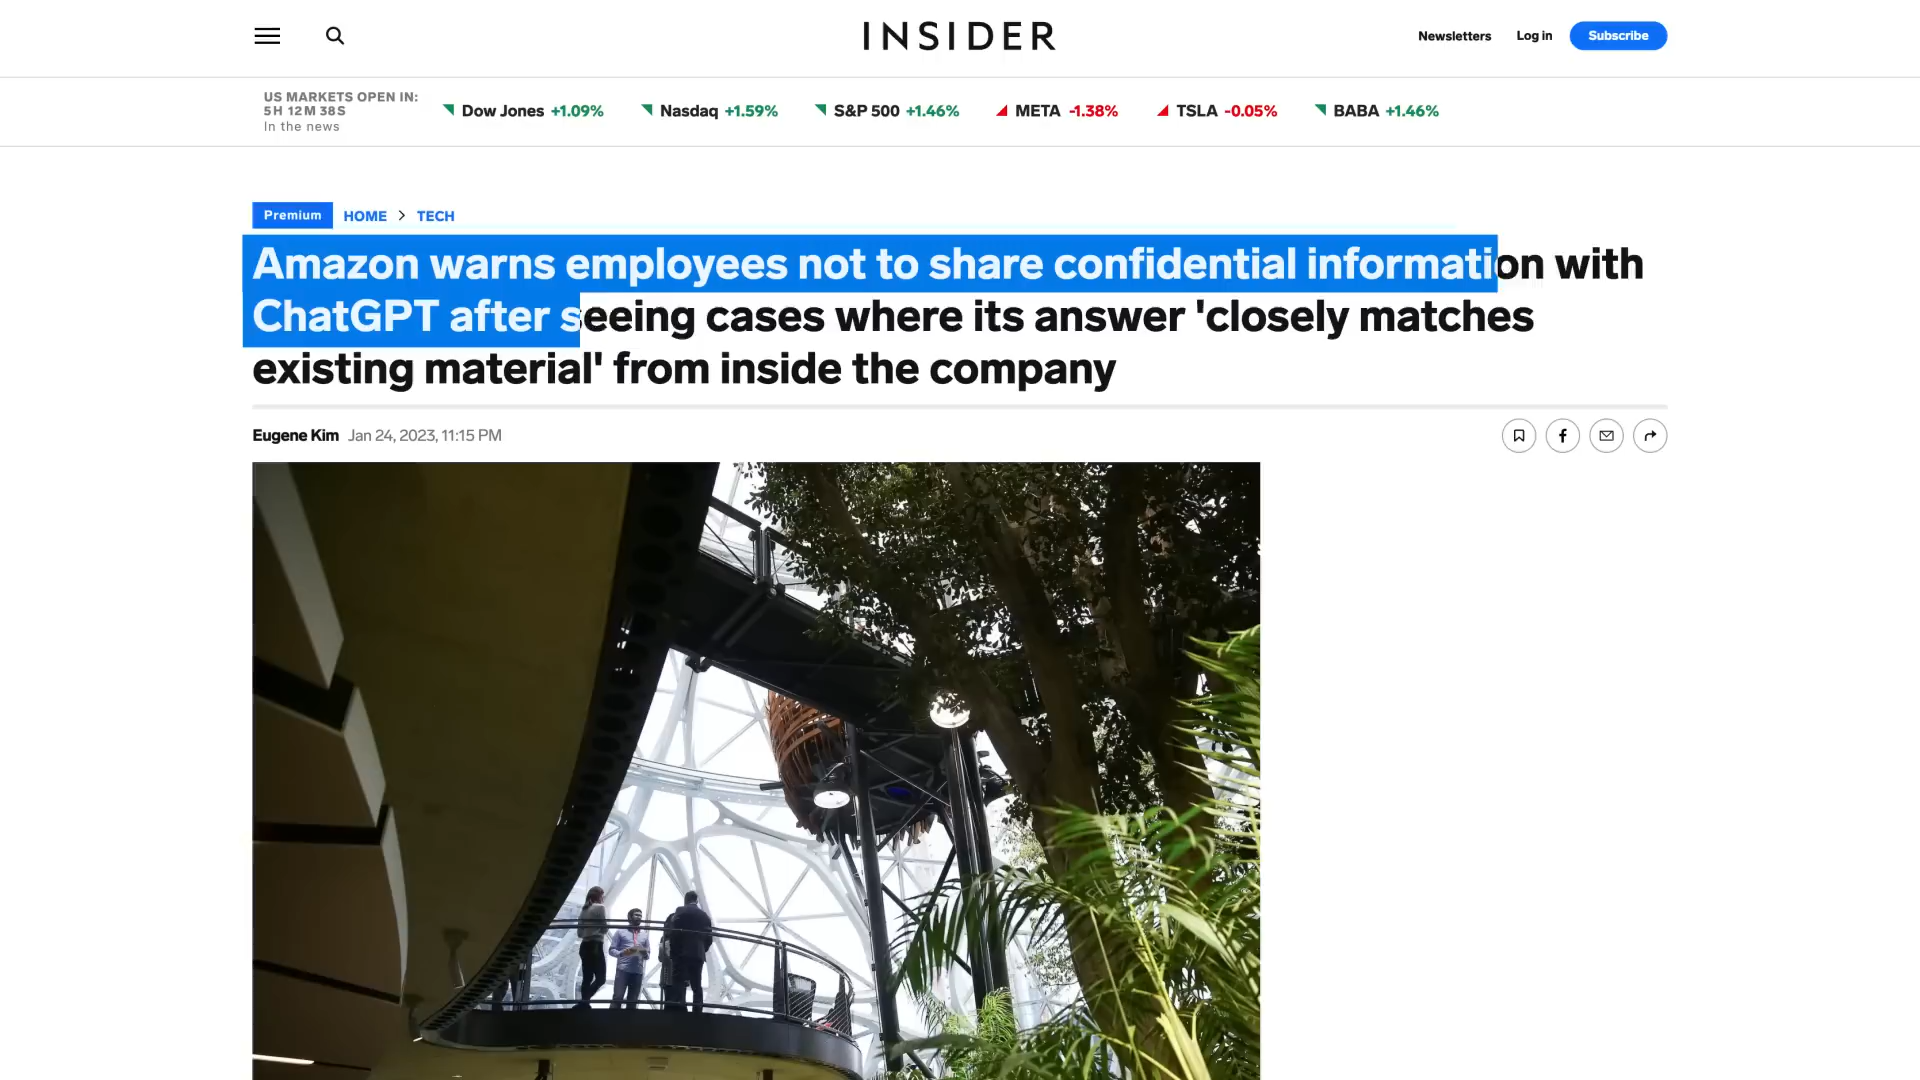 INSIDER
Newsletters
Log in
Subscribe
US MARKETS OPEN IN:
5H 12M 38S
In the news
Dow Jones +1.09%
Nasdaq +1.59%
S&P 500 +1.46%
META -1.38%
TSLA -0.05%
BABA +1.46%
Premium
HOME > TECH
Amazon warns employees not to share confidential information with
ChatGPT after seeing cases where its answer 'closely matches
existing material' from inside the company
Eugene Kim Jan 24, 2023, 11:15 PM